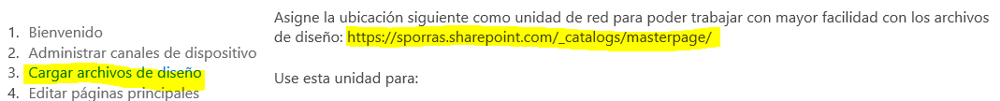 1. Bienvenido
2. Administrar canales de dispositivo
3. Cargar archivos de diseño
4. Editar páginas principales
Asigne la ubicación siguiente como unidad de red para poder trabajar con mayor facilidad con los archivos
de diseño: https://sporras.sharepoint.com/_catalogs/masterpage/
Use esta unidad para: